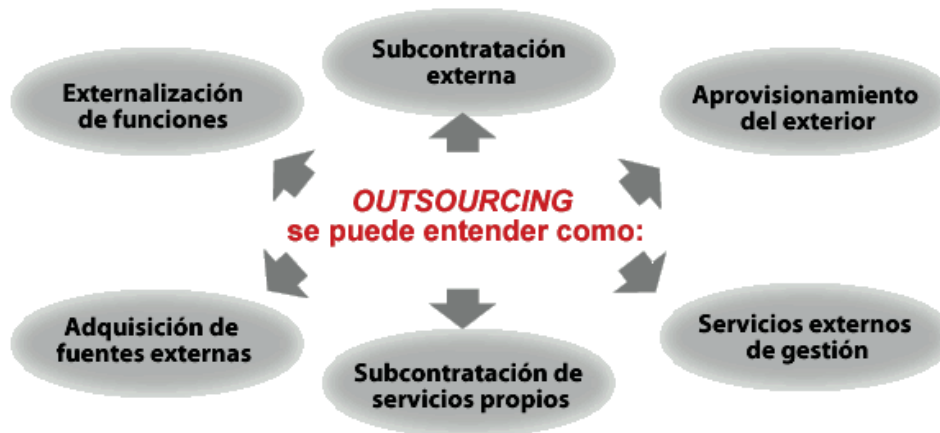 Subcontratación
externa
Externalización
de funciones
Aprovisionamiento
del exterior
OUTSOURCING
se puede entender como:
Adquisición de
fuentes externas
Subcontratación de
servicios propios
Servicios externos
de gestión